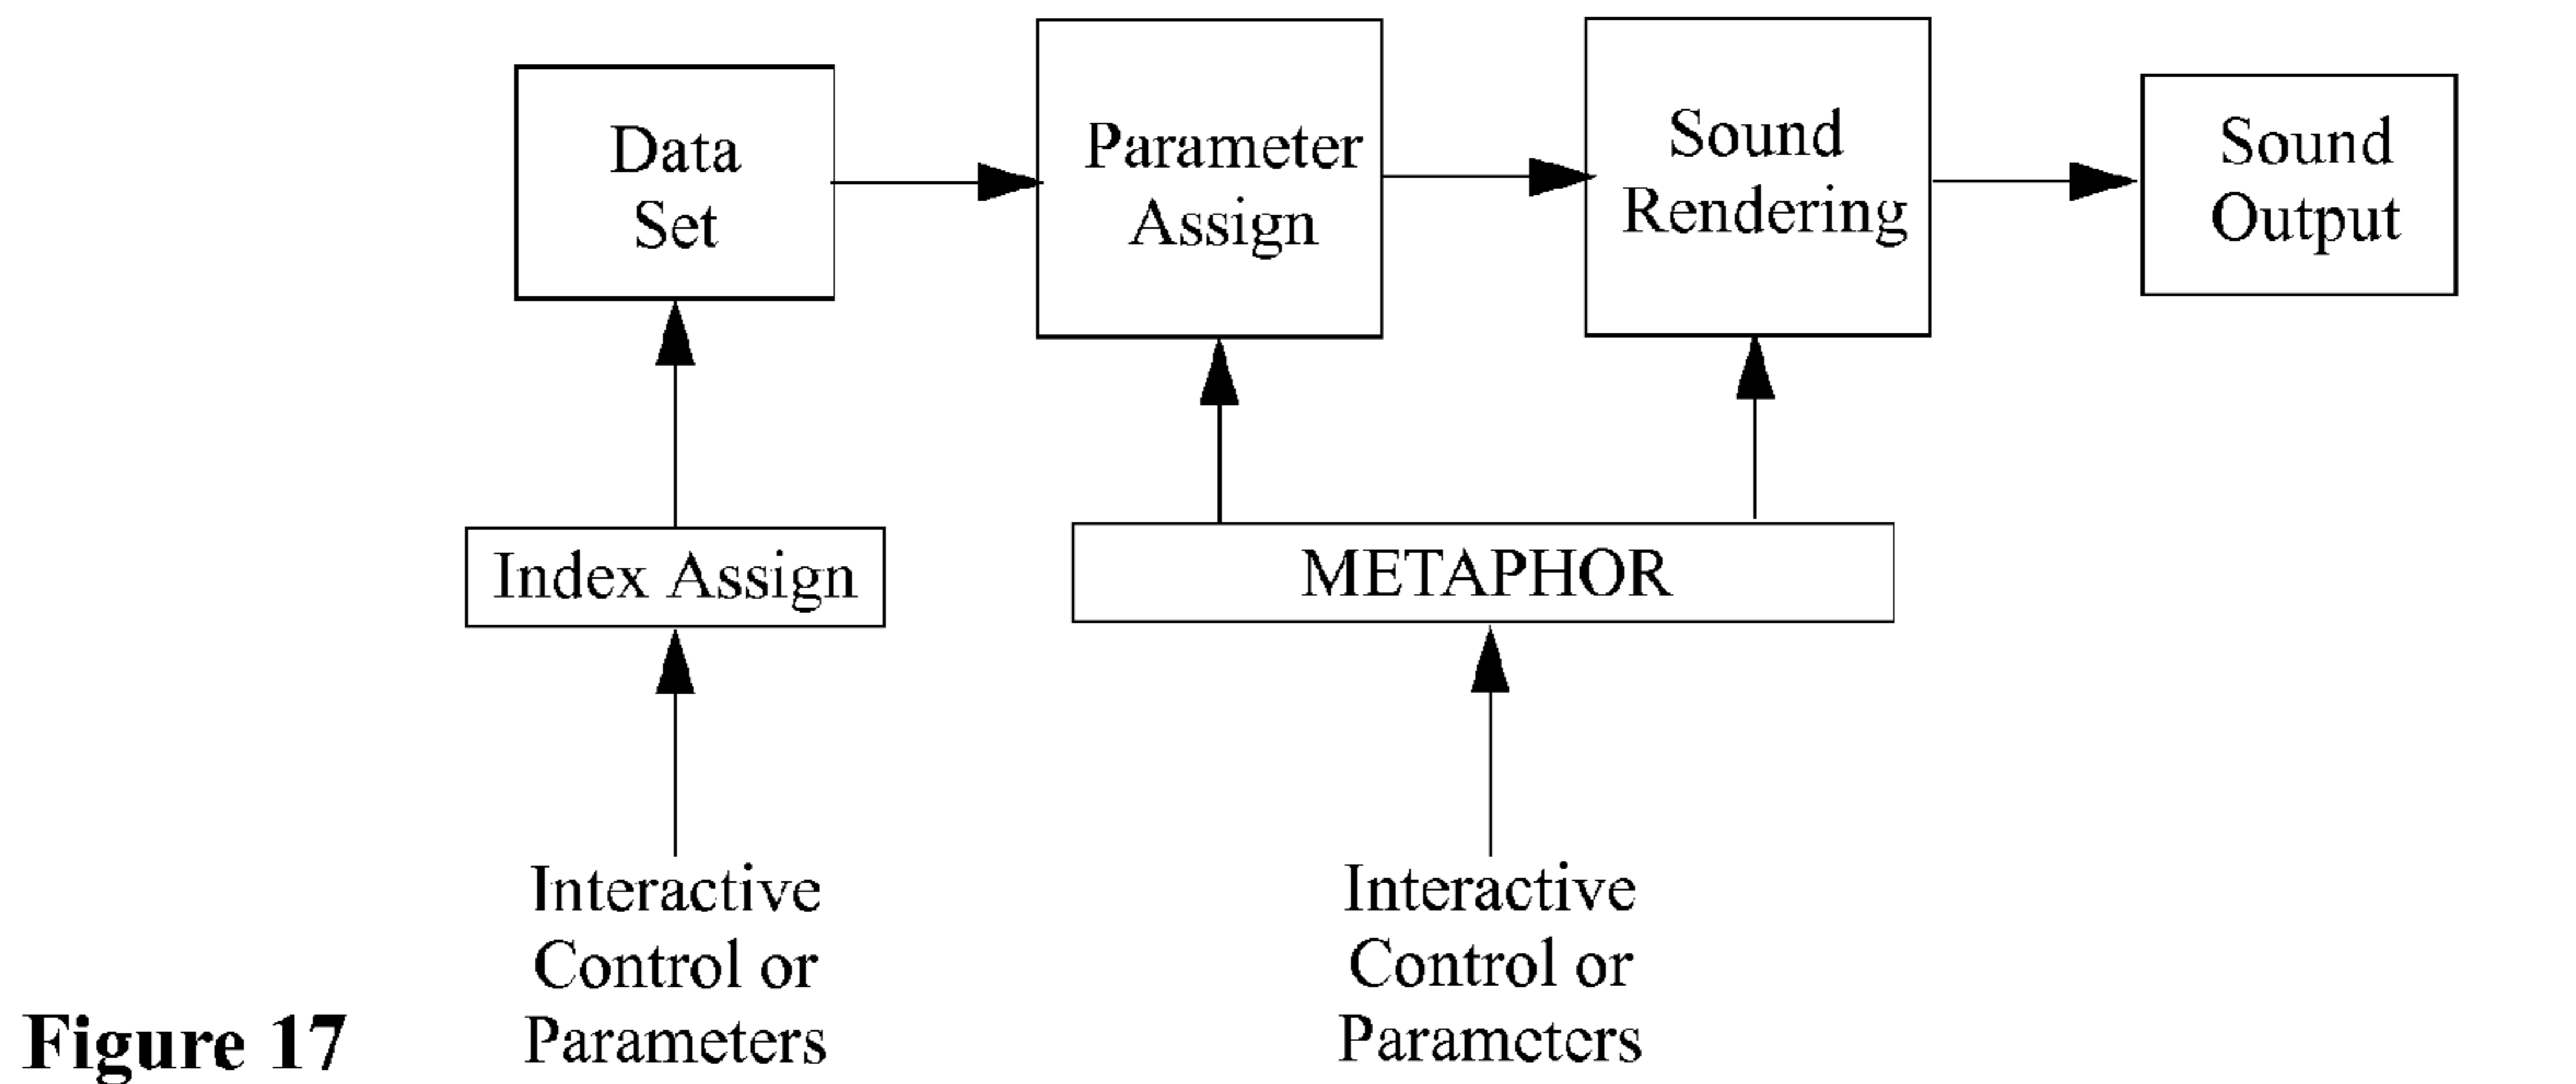 Data
Set
Parameter
Assign
Sound
Rendering
Sound
Output
Index Assign
METAPHOR
Interactive
Control or
Parameters
Interactive
Control or
Parameters
Figure 17